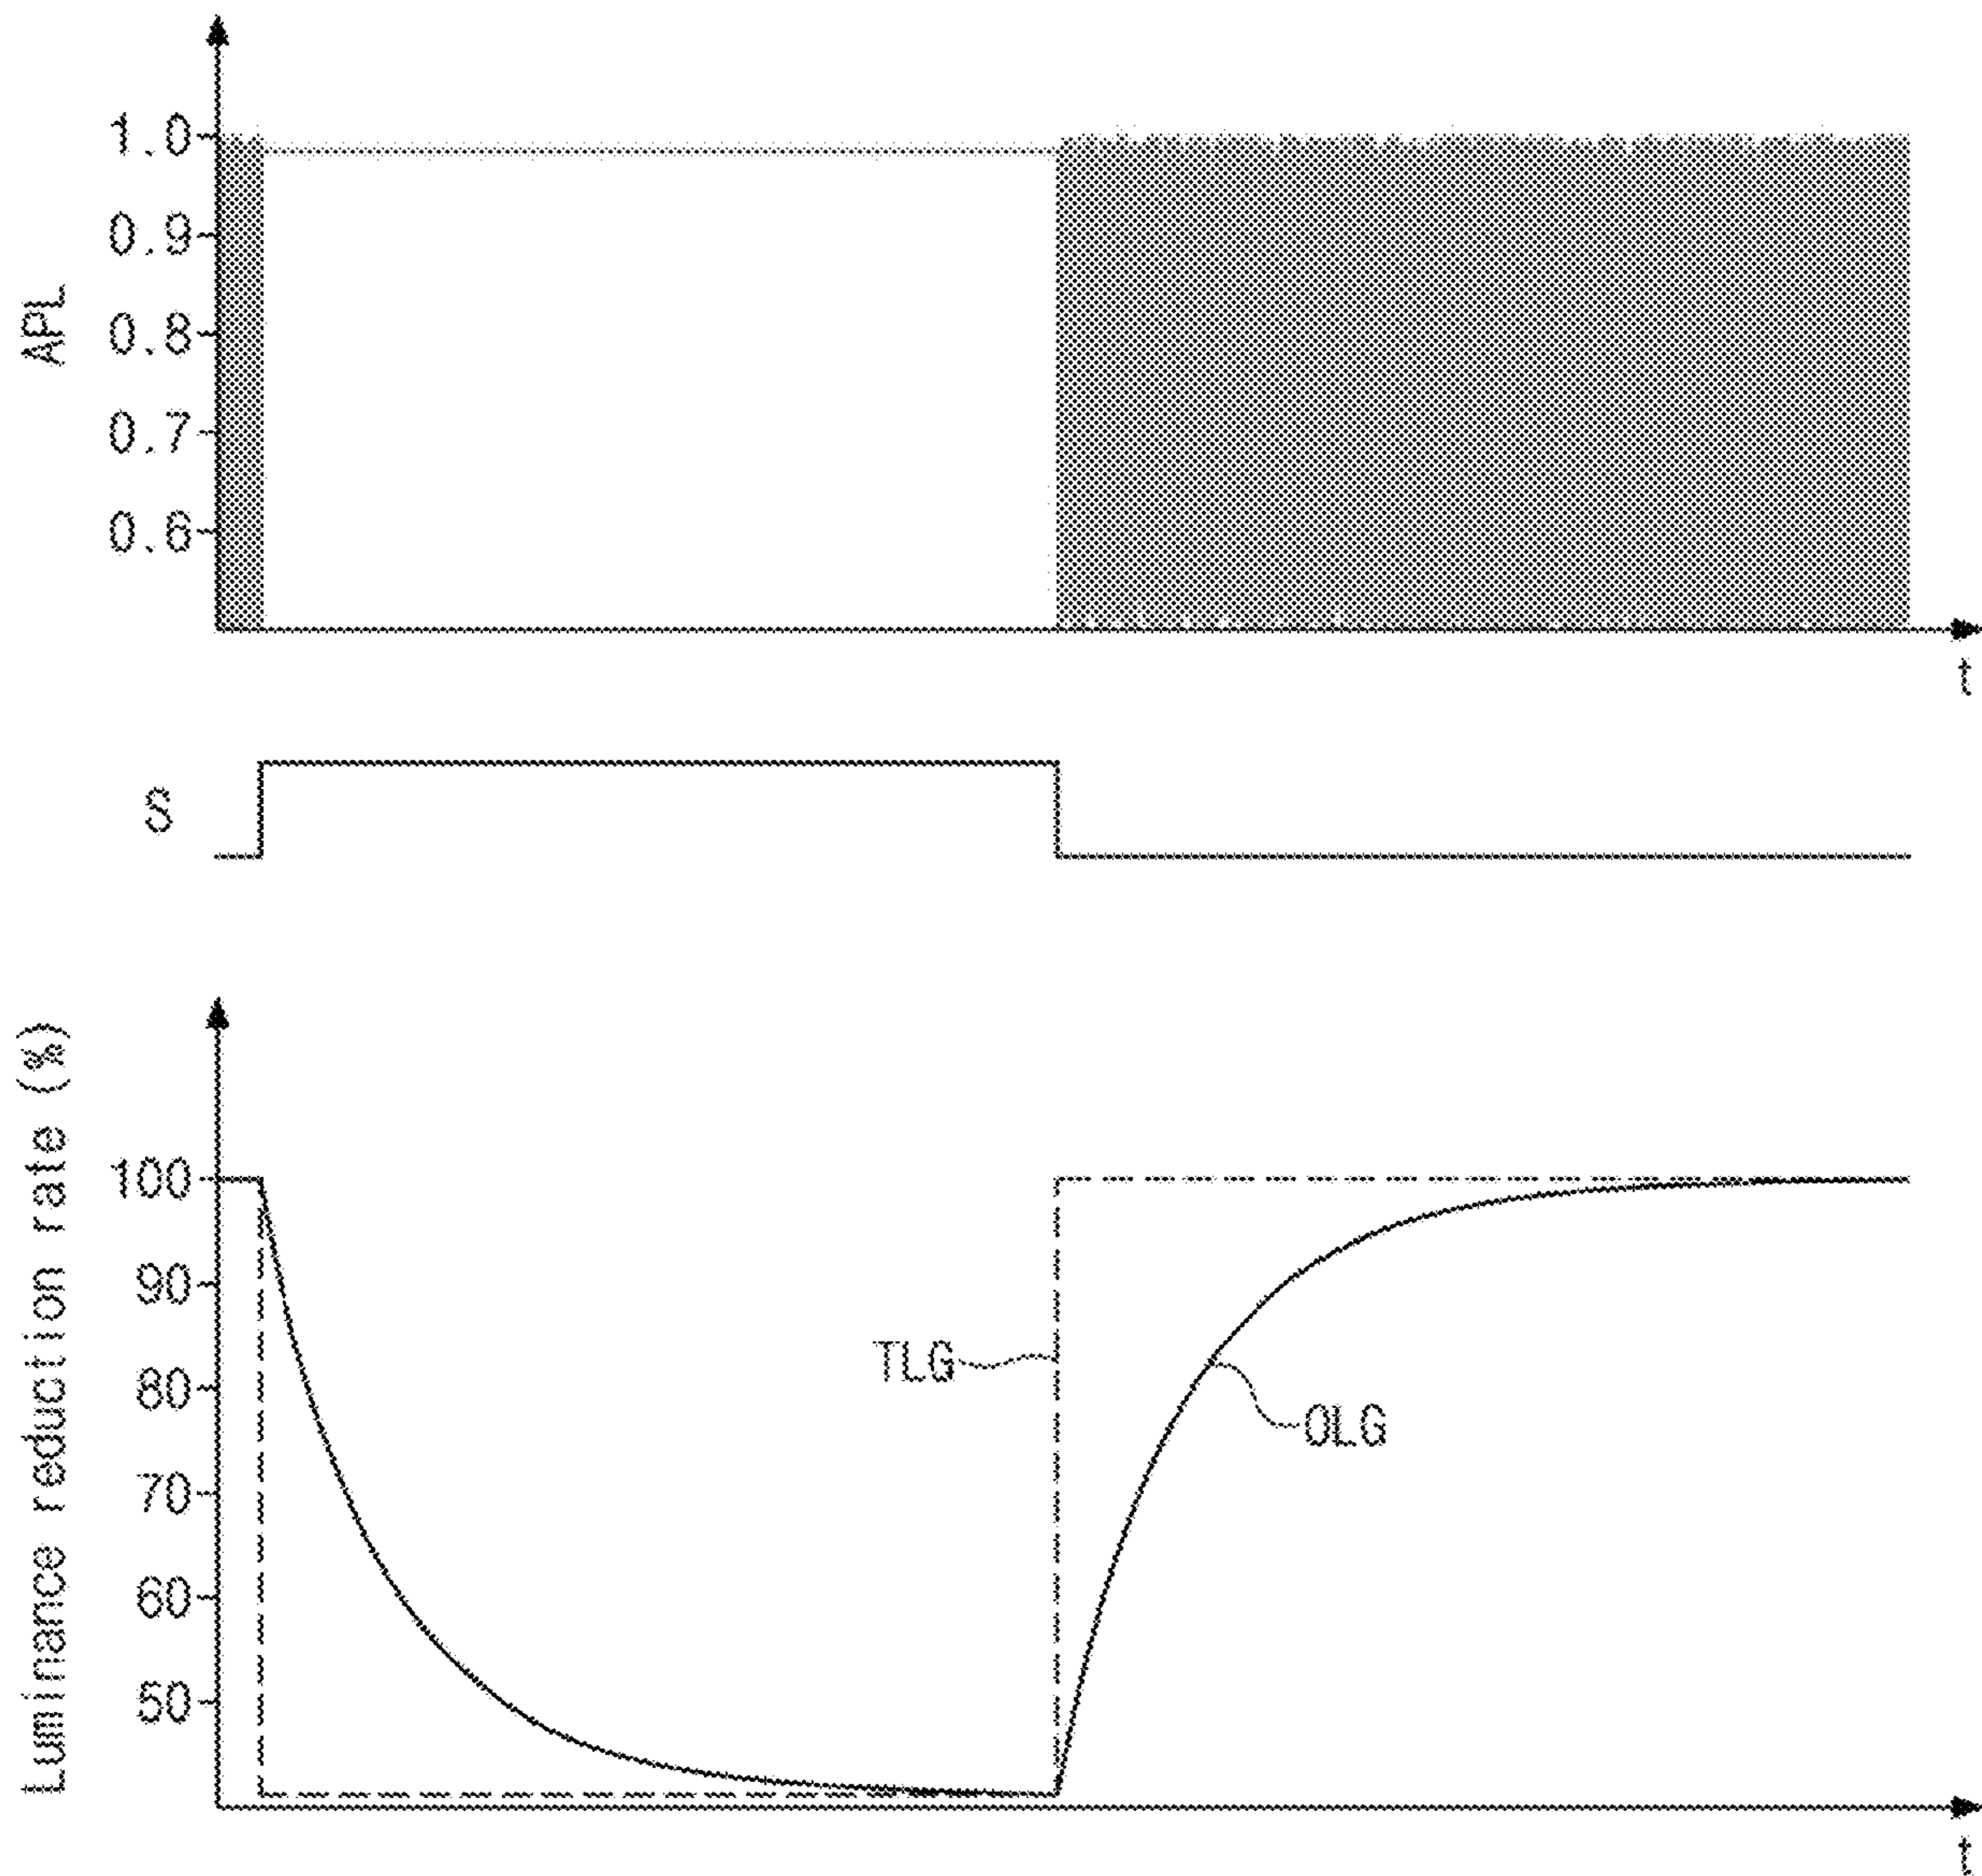 APL
1.0
0.9
0.8
0.7
0.6
t
S
Luminance reduction rate (%)
100
90
80
70
60
50
TLG
OLG
t